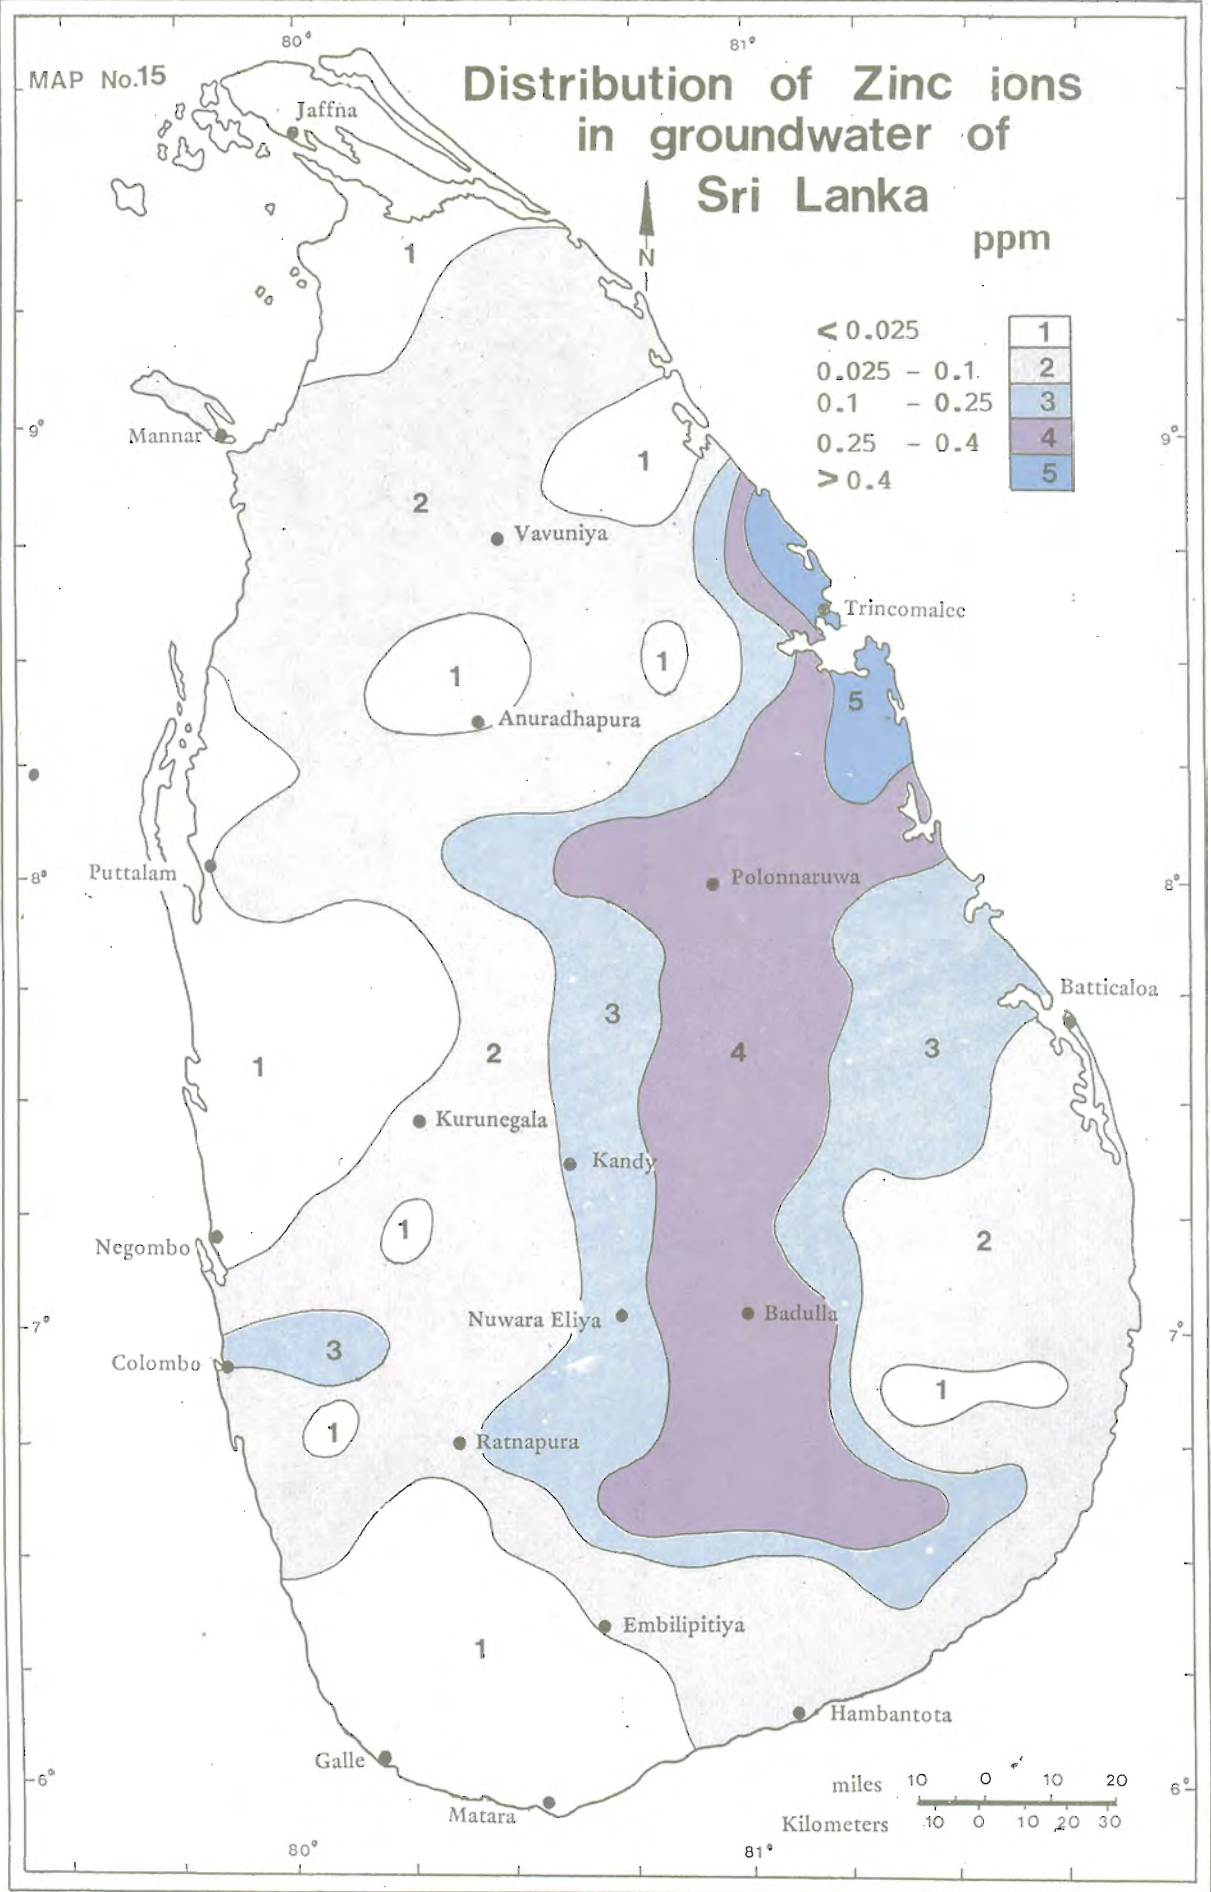 80°
81°
MAP No.15
Distribution of Zinc ions
in groundwater of
Sri Lanka
Jaffna
N
ppm
1
< 0.025 1
0.025 - 0.1 2
0.1 - 0.25 3
0.25 - 0.4 4
> 0.4 5
9°
Mannar
9°
1
2
Vavuniya
Trincomalee
1
1
5
Anuradhapura
Puttalam
8°
Polonnaruwa
8°
Batticaloa
3
1
2
4
3
Kurunegala
Kandy
1
2
Negombo
Nuwara Eliya
Badulla
7°
7°
3
Colombo
1
1
Ratnapura
Embilipitiya
1
Hambantota
Galle
6°
miles 10 0 10 20
6°
Matara
Kilometers 10 0 10 20 30
80°
81°